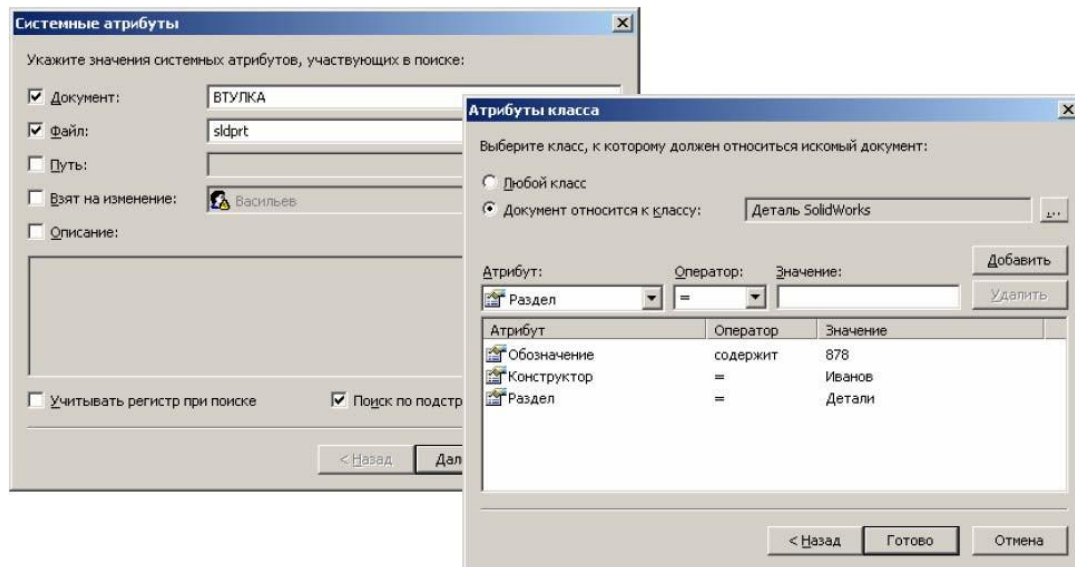 Системные атрибуты
Укажите значения системных атрибутов, участвующих в поиске:
Документ: ВТУЛКА
Файл: sldprt
Путь:
Взят на изменение: Васильев
Описание:
Учитывать регистр при поиске Поиск по подстр
< Назад Дал
Атрибуты класса
Выберите класс, к которому должен относиться искомый документ:
Любой класс
Документ относится к классу: Деталь SolidWorks ...
Атрибут: Оператор: Значение: Добавить
Раздел = Удалить
Атрибут Оператор Значение
Обозначение содержит 878
Конструктор = Иванов
Раздел = Детали
< Назад Готово Отмена